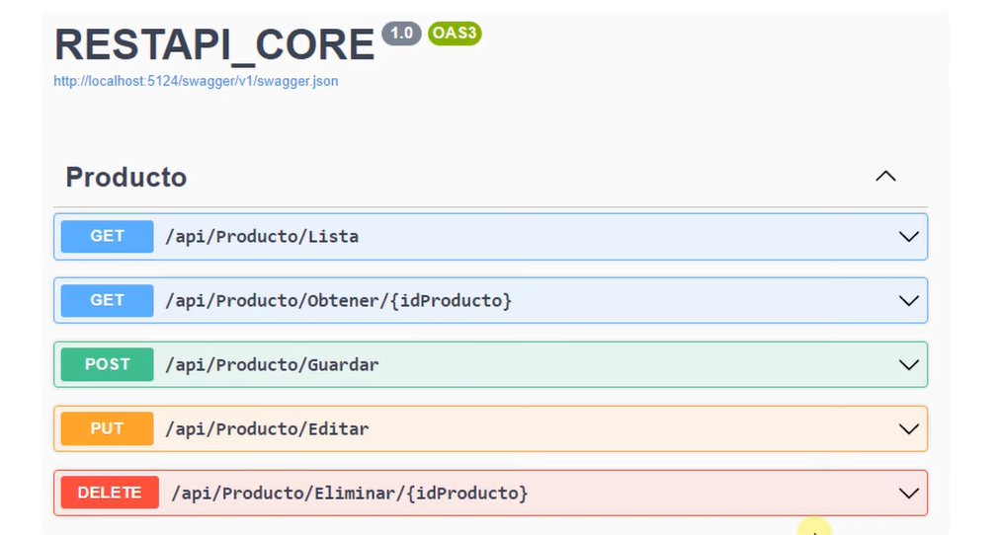 RESTAPI_CORE 1.0 OAS3
http://localhost:5124/swagger/v1/swagger.json
Producto
GET /api/Producto/Lista
GET /api/Producto/Obtener/{idProducto}
POST /api/Producto/Guardar
PUT /api/Producto/Editar
DELETE /api/Producto/Eliminar/{idProducto}